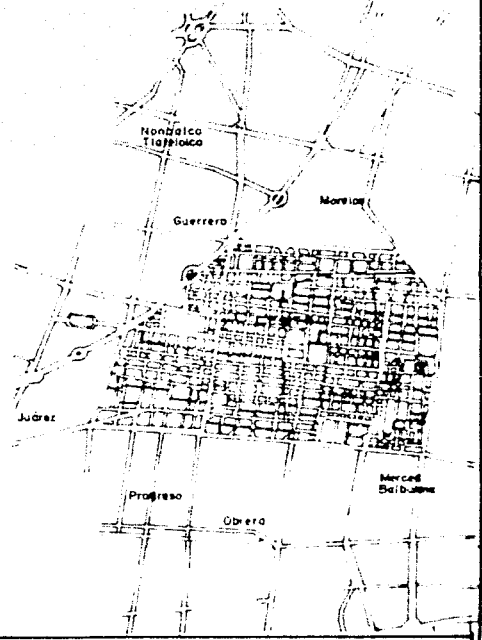 Nonoalco
Tlatelolco
Morelos
Guerrero
Juárez
Merced
Balbuena
Progreso
Obrera